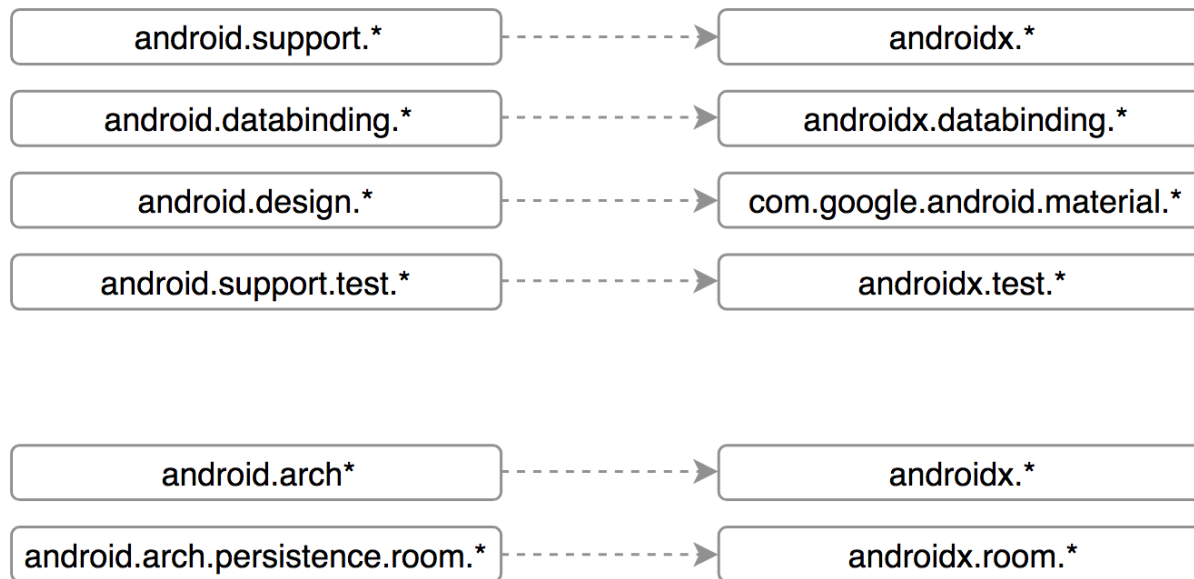 android.support.* androidx.*
android.databinding.* androidx.databinding.*
android.design.* com.google.android.material.*
android.support.test.* androidx.test.*
android.arch* androidx.*
android.arch.persistence.room.* androidx.room.*